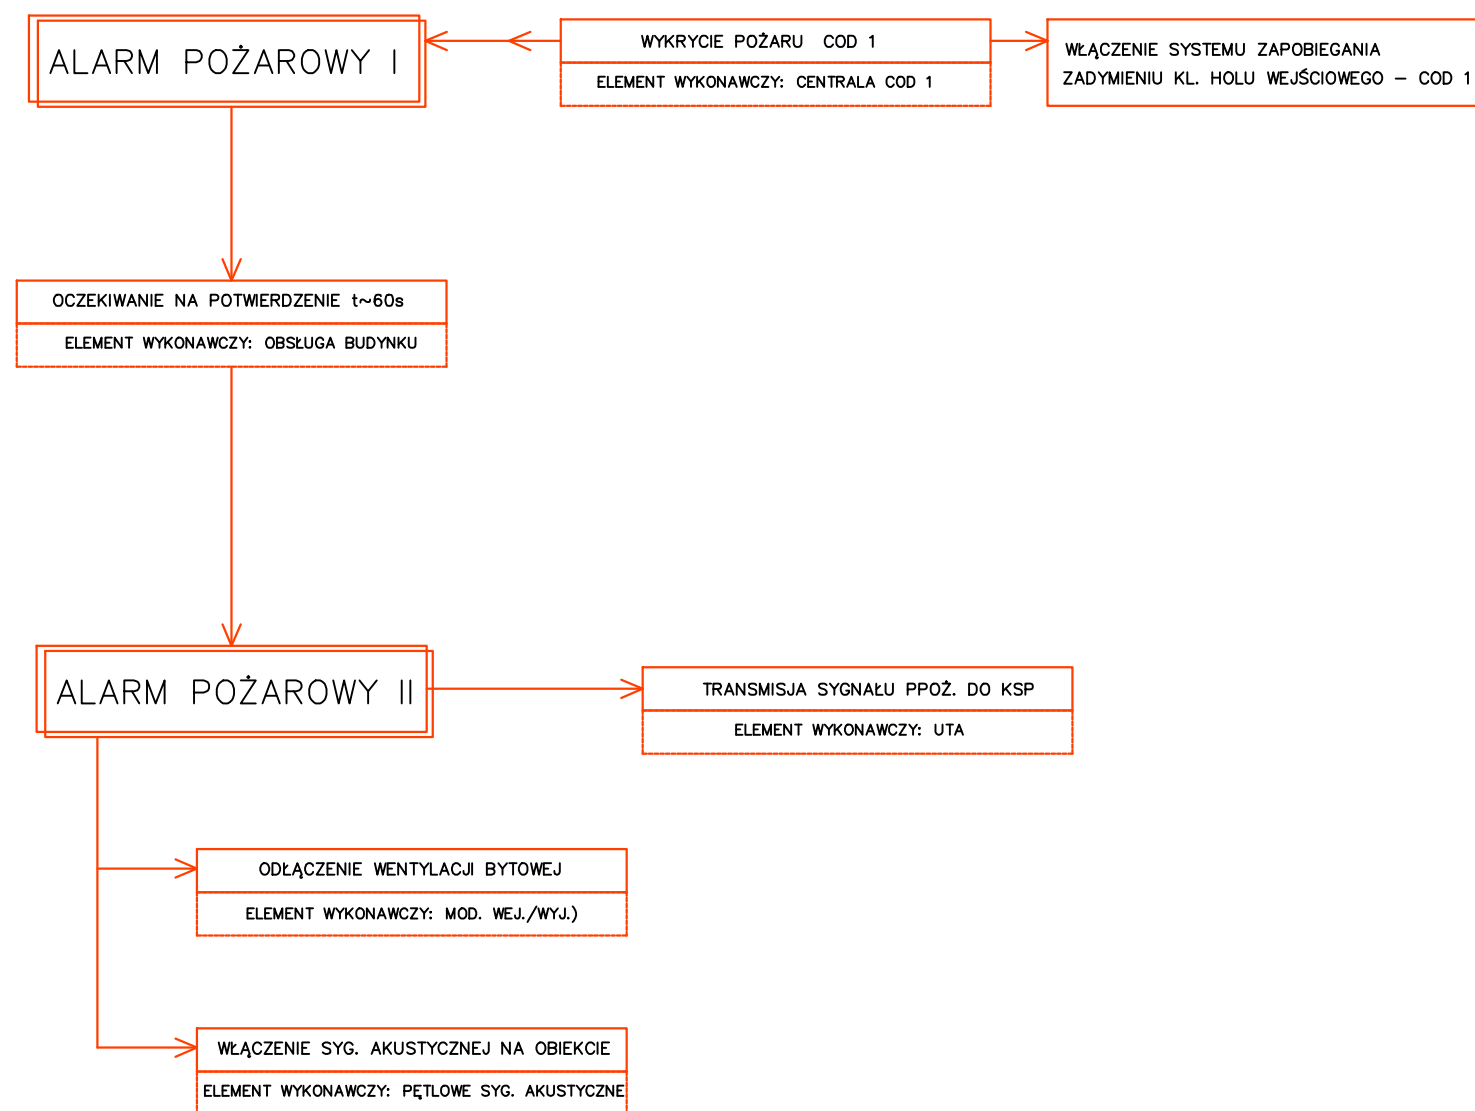 ALARM POŻAROWY I
WYKRYCIE POŻARU COD 1
ELEMENT WYKONAWCZY: CENTRALA COD 1
WŁĄCZENIE SYSTEMU ZAPOBIEGANIA
ZADYMIENIU KL. HOLU WEJŚCIOWEGO – COD 1
OCZEKIWANIE NA POTWIERDZENIE t~60s
ELEMENT WYKONAWCZY: OBSŁUGA BUDYNKU
ALARM POŻAROWY II
TRANSMISJA SYGNAŁU PPOŻ. DO KSP
ELEMENT WYKONAWCZY: UTA
ODŁĄCZENIE WENTYLACJI BYTOWEJ
ELEMENT WYKONAWCZY: MOD. WEJ./WYJ.)
WŁĄCZENIE SYG. AKUSTYCZNEJ NA OBIEKCIE
ELEMENT WYKONAWCZY: PĘTLOWE SYG. AKUSTYCZNE